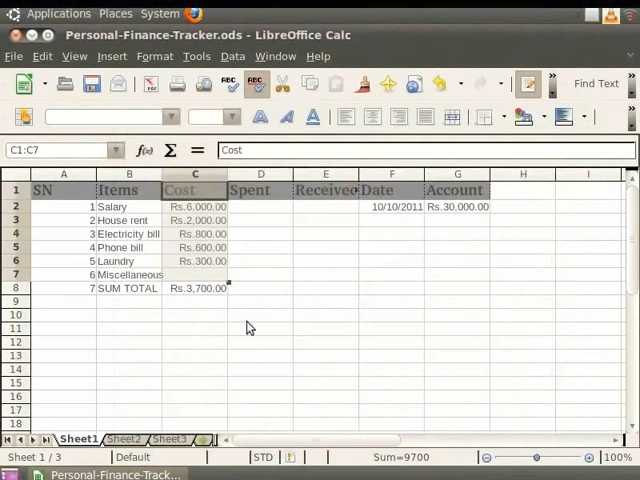 Applications Places System
Personal-Finance-Tracker.ods - LibreOffice Calc
File Edit View Insert Format Tools Data Window Help
ABC ABC PDF Find Text
C1:C7 f(x) Σ = Cost
A B C D E F G H I
1 SN Items Cost Spent Received Date Account
2 1 Salary Rs.6,000.00 10/10/2011 Rs.30,000.00
3 2 House rent Rs.2,000.00
4 3 Electricity bill Rs.800.00
5 4 Phone bill Rs.600.00
6 5 Laundry Rs.300.00
7 6 Miscellaneous
8 7 SUM TOTAL Rs.3,700.00
9
10
11
12
13
14
15
16
17
18
Sheet1 Sheet2 Sheet3
Sheet 1 / 3 Default STD Sum=9700 100%
Personal-Finance-Track...